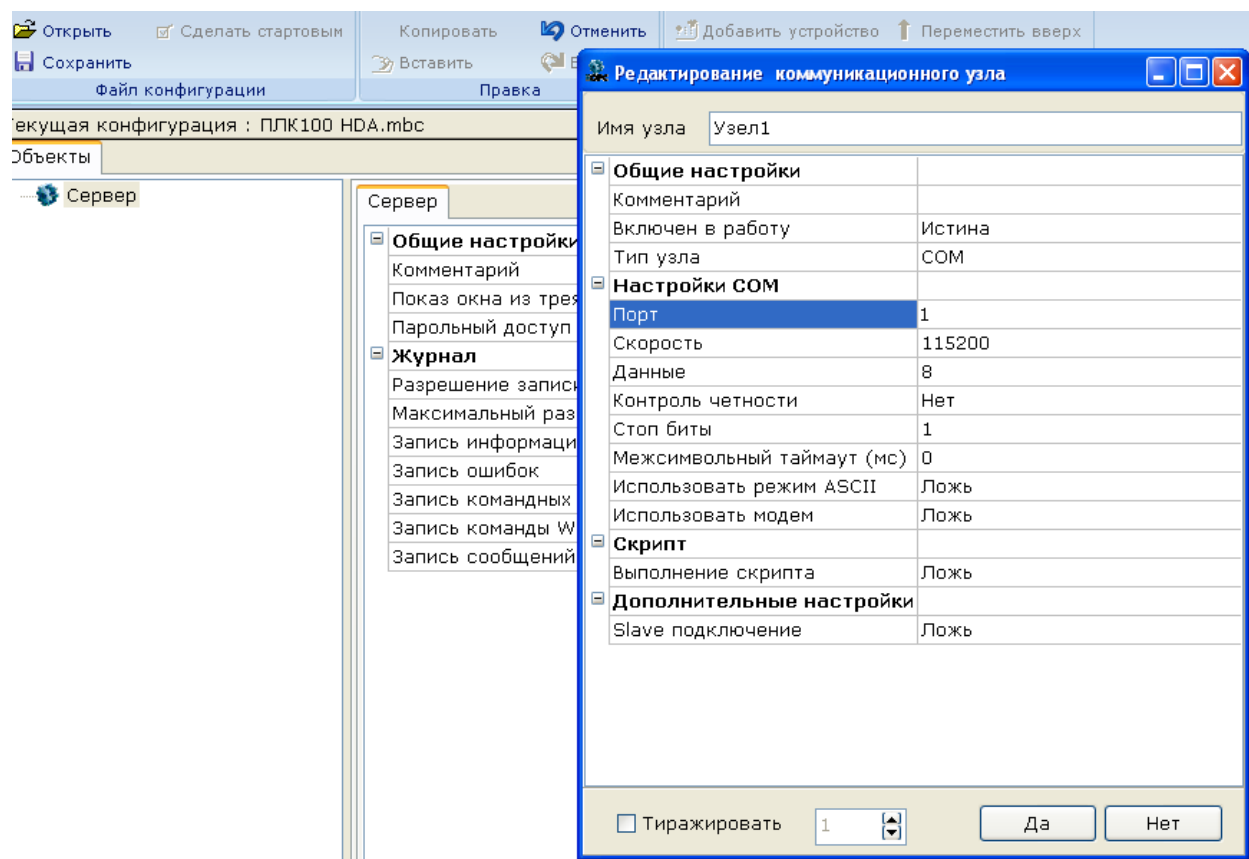 Открыть
Сделать стартовым
Копировать
Отменить
Добавить устройство
Переместить вверх
Сохранить
Вставить
Файл конфигурации
Правка
екущая конфигурация : ПЛК100 HDA.mbc
Объекты
Сервер
Сервер
Общие настройки
Комментарий
Показ окна из трея
Парольный доступ
Журнал
Разрешение записи
Максимальный раз
Запись информаци
Запись ошибок
Запись командных
Запись команды W
Запись сообщений
Редактирование коммуникационного узла
Имя узла Узел1
Общие настройки
Комментарий
Включен в работу Истина
Тип узла COM
Настройки COM
Порт 1
Скорость 115200
Данные 8
Контроль четности Нет
Стоп биты 1
Межсимвольный таймаут (мс) 0
Использовать режим ASCII Ложь
Использовать модем Ложь
Скрипт
Выполнение скрипта Ложь
Дополнительные настройки
Slave подключение Ложь
Тиражировать 1 Да Нет